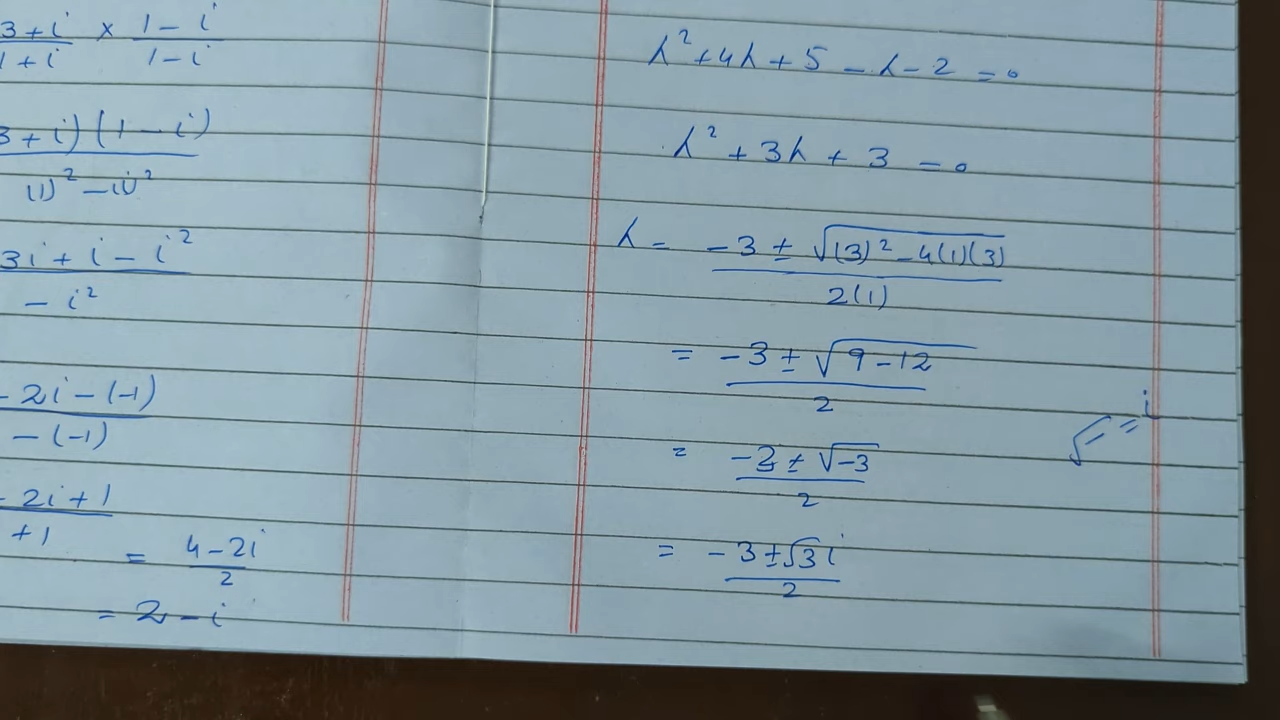 3+i/1+i × 1-i/1-i
3+i)(1-i)
(1)² - (i)²
3i + i - i²
- i²
- 2i - (-1)
- (-1)
- 2i + 1
+1
= 4-2i/2
= 2 - i
λ² + 4λ + 5 - λ - 2 = 0
λ² + 3λ + 3 = 0
λ = -3 ± √(3)² - 4(1)(3)
2(1)
= -3 ± √9-12
2
= -3 ± √-3
2
√- = i
= -3 ± √3 i
2